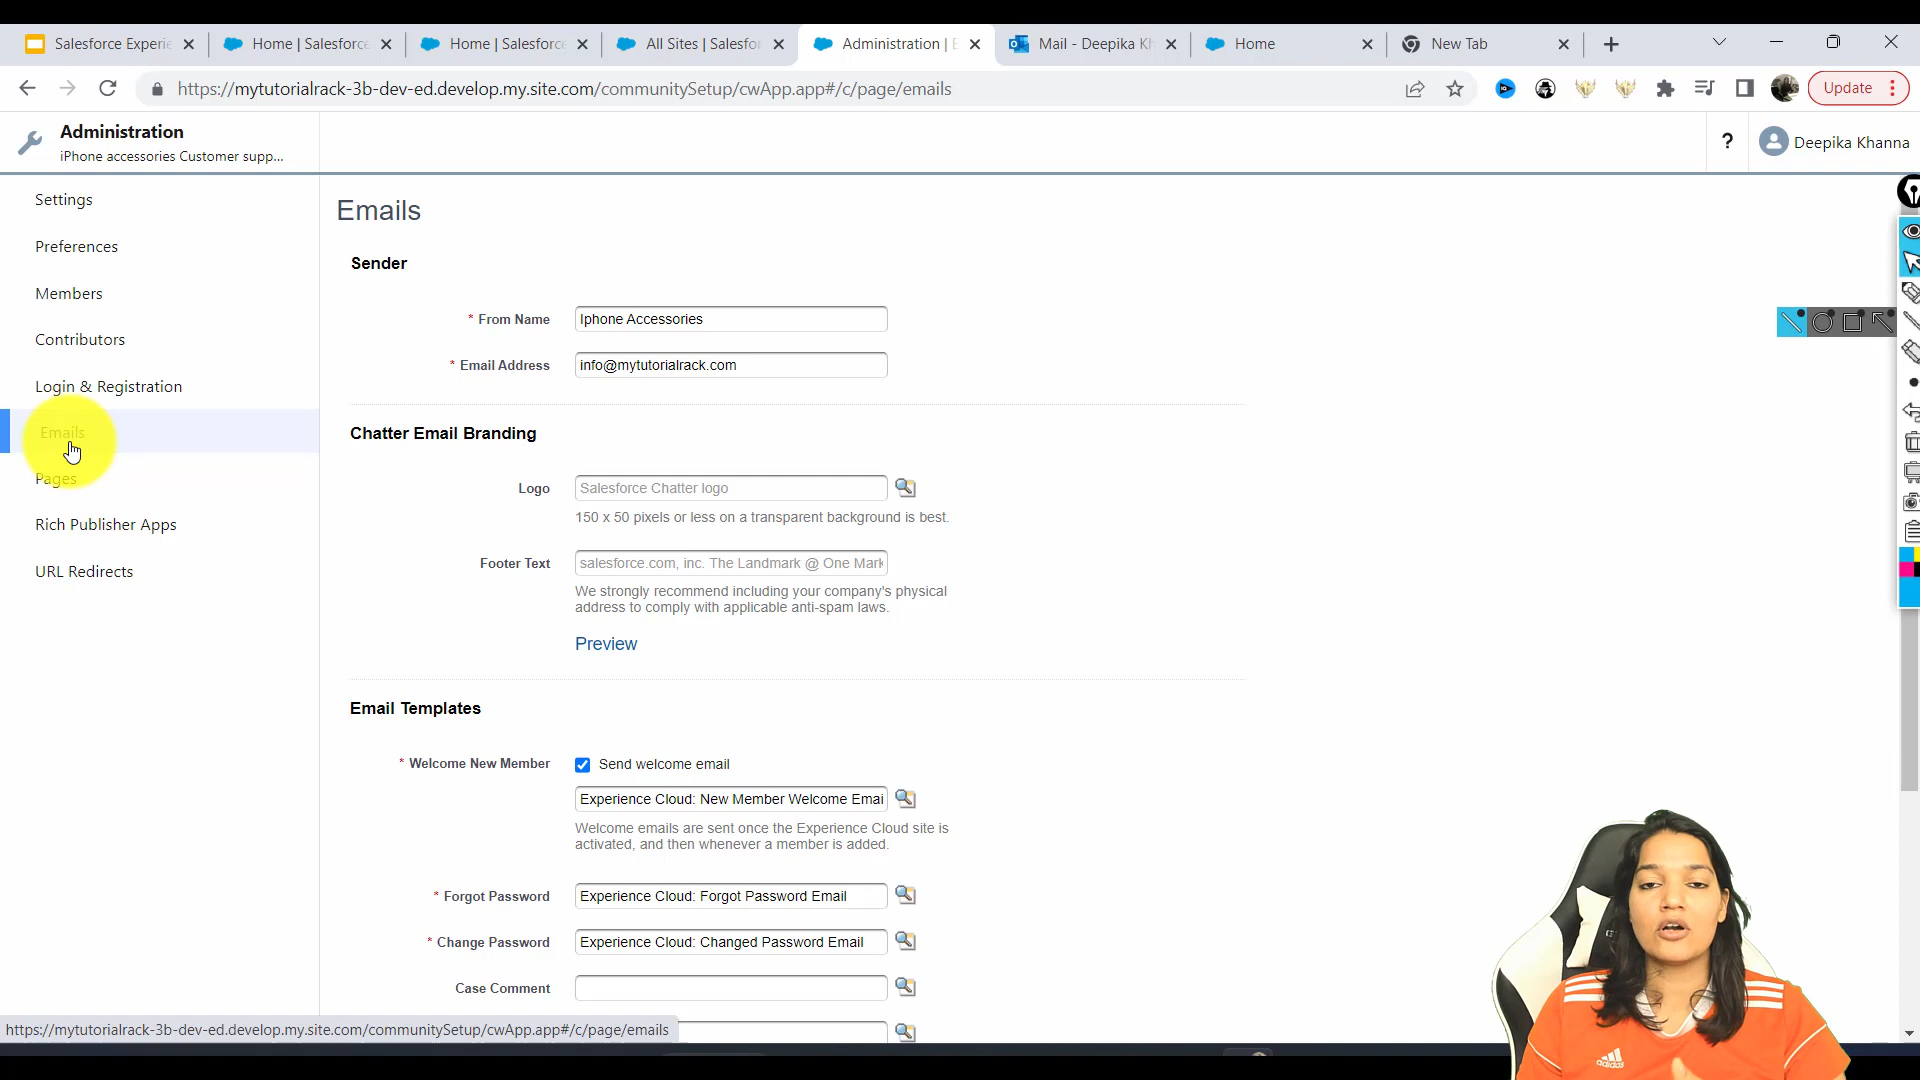 Salesforce Experie
Home | Salesforce
Home | Salesforce
All Sites | Salesfor
Administration | E
Mail - Deepika Kh
Home
New Tab
https://mytutorialrack-3b-dev-ed.develop.my.site.com/communitySetup/cwApp.app#/c/page/emails
Update
Administration
iPhone accessories Customer supp...
?
Deepika Khanna
Settings
Preferences
Members
Contributors
Login & Registration
Emails
Pages
Rich Publisher Apps
URL Redirects
Emails
Sender
* From Name
Iphone Accessories
* Email Address
info@mytutorialrack.com
Chatter Email Branding
Logo
Salesforce Chatter logo
150 x 50 pixels or less on a transparent background is best.
Footer Text
salesforce.com, inc. The Landmark @ One Mark
We strongly recommend including your company's physical
address to comply with applicable anti-spam laws.
Preview
Email Templates
* Welcome New Member
Send welcome email
Experience Cloud: New Member Welcome Emai
Welcome emails are sent once the Experience Cloud site is
activated, and then whenever a member is added.
* Forgot Password
Experience Cloud: Forgot Password Email
* Change Password
Experience Cloud: Changed Password Email
Case Comment
https://mytutorialrack-3b-dev-ed.develop.my.site.com/communitySetup/cwApp.app#/c/page/emails
adidas